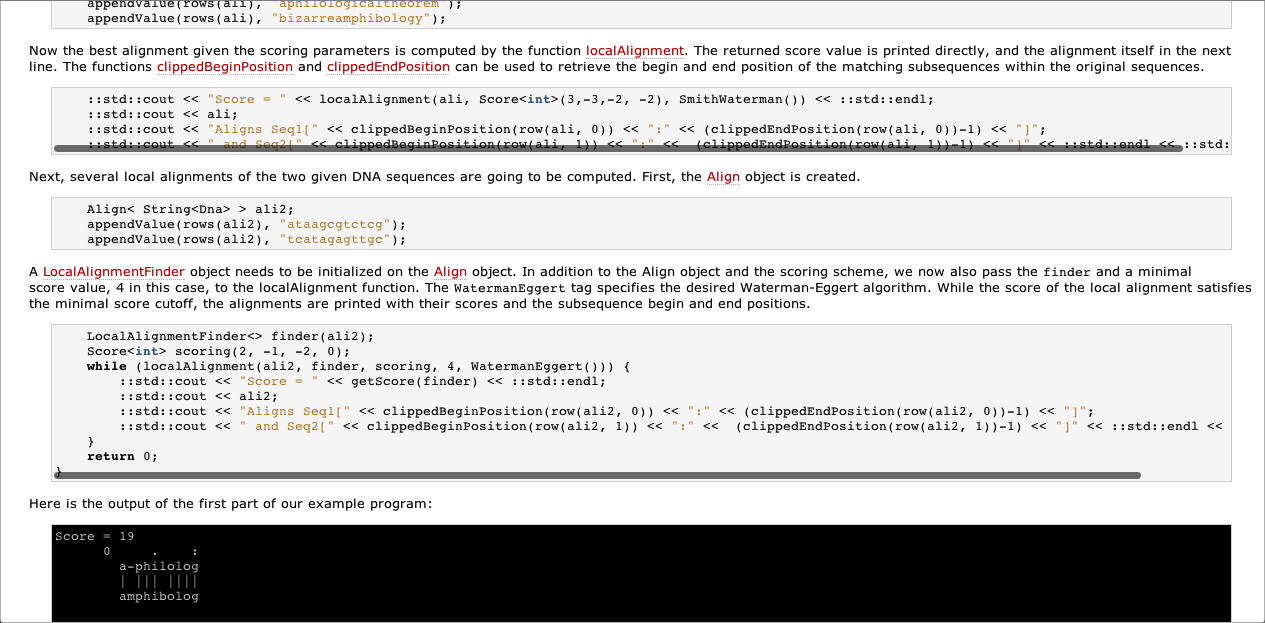 appendValue(rows(ali), "aphilologicaltheorem");
appendValue(rows(ali), "bizarreamphibology");
Now the best alignment given the scoring parameters is computed by the function localAlignment. The returned score value is printed directly, and the alignment itself in the next
line. The functions clippedBeginPosition and clippedEndPosition can be used to retrieve the begin and end position of the matching subsequences within the original sequences.
::std::cout << "Score = " << localAlignment(ali, Score<int>(3,-3,-2, -2), SmithWaterman()) << ::std::endl;
::std::cout << ali;
::std::cout << "Aligns Seq1[" << clippedBeginPosition(row(ali, 0)) << ":" << (clippedEndPosition(row(ali, 0))-1) << "]";
::std::cout << " and Seq2[" << clippedBeginPosition(row(ali, 1)) << ":" <<  (clippedEndPosition(row(ali, 1))-1) << "]" << ::std::endl << ::std:
Next, several local alignments of the two given DNA sequences are going to be computed. First, the Align object is created.
Align< String<Dna> > ali2;
appendValue(rows(ali2), "ataagcgtctcg");
appendValue(rows(ali2), "tcatagagttgc");
A LocalAlignmentFinder object needs to be initialized on the Align object. In addition to the Align object and the scoring scheme, we now also pass the finder and a minimal
score value, 4 in this case, to the localAlignment function. The WatermanEggert tag specifies the desired Waterman-Eggert algorithm. While the score of the local alignment satisfies
the minimal score cutoff, the alignments are printed with their scores and the subsequence begin and end positions.
LocalAlignmentFinder<> finder(ali2);
Score<int> scoring(2, -1, -2, 0);
while (localAlignment(ali2, finder, scoring, 4, WatermanEggert())) {
::std::cout << "Score = " << getScore(finder) << ::std::endl;
::std::cout << ali2;
::std::cout << "Aligns Seq1[" << clippedBeginPosition(row(ali2, 0)) << ":" << (clippedEndPosition(row(ali2, 0))-1) << "]";
::std::cout << " and Seq2[" << clippedBeginPosition(row(ali2, 1)) << ":" <<  (clippedEndPosition(row(ali2, 1))-1) << "]" << ::std::endl <<
}
return 0;
}
Here is the output of the first part of our example program:
Score = 19
0     .    :
a-philolog
| ||| ||||
amphibolog